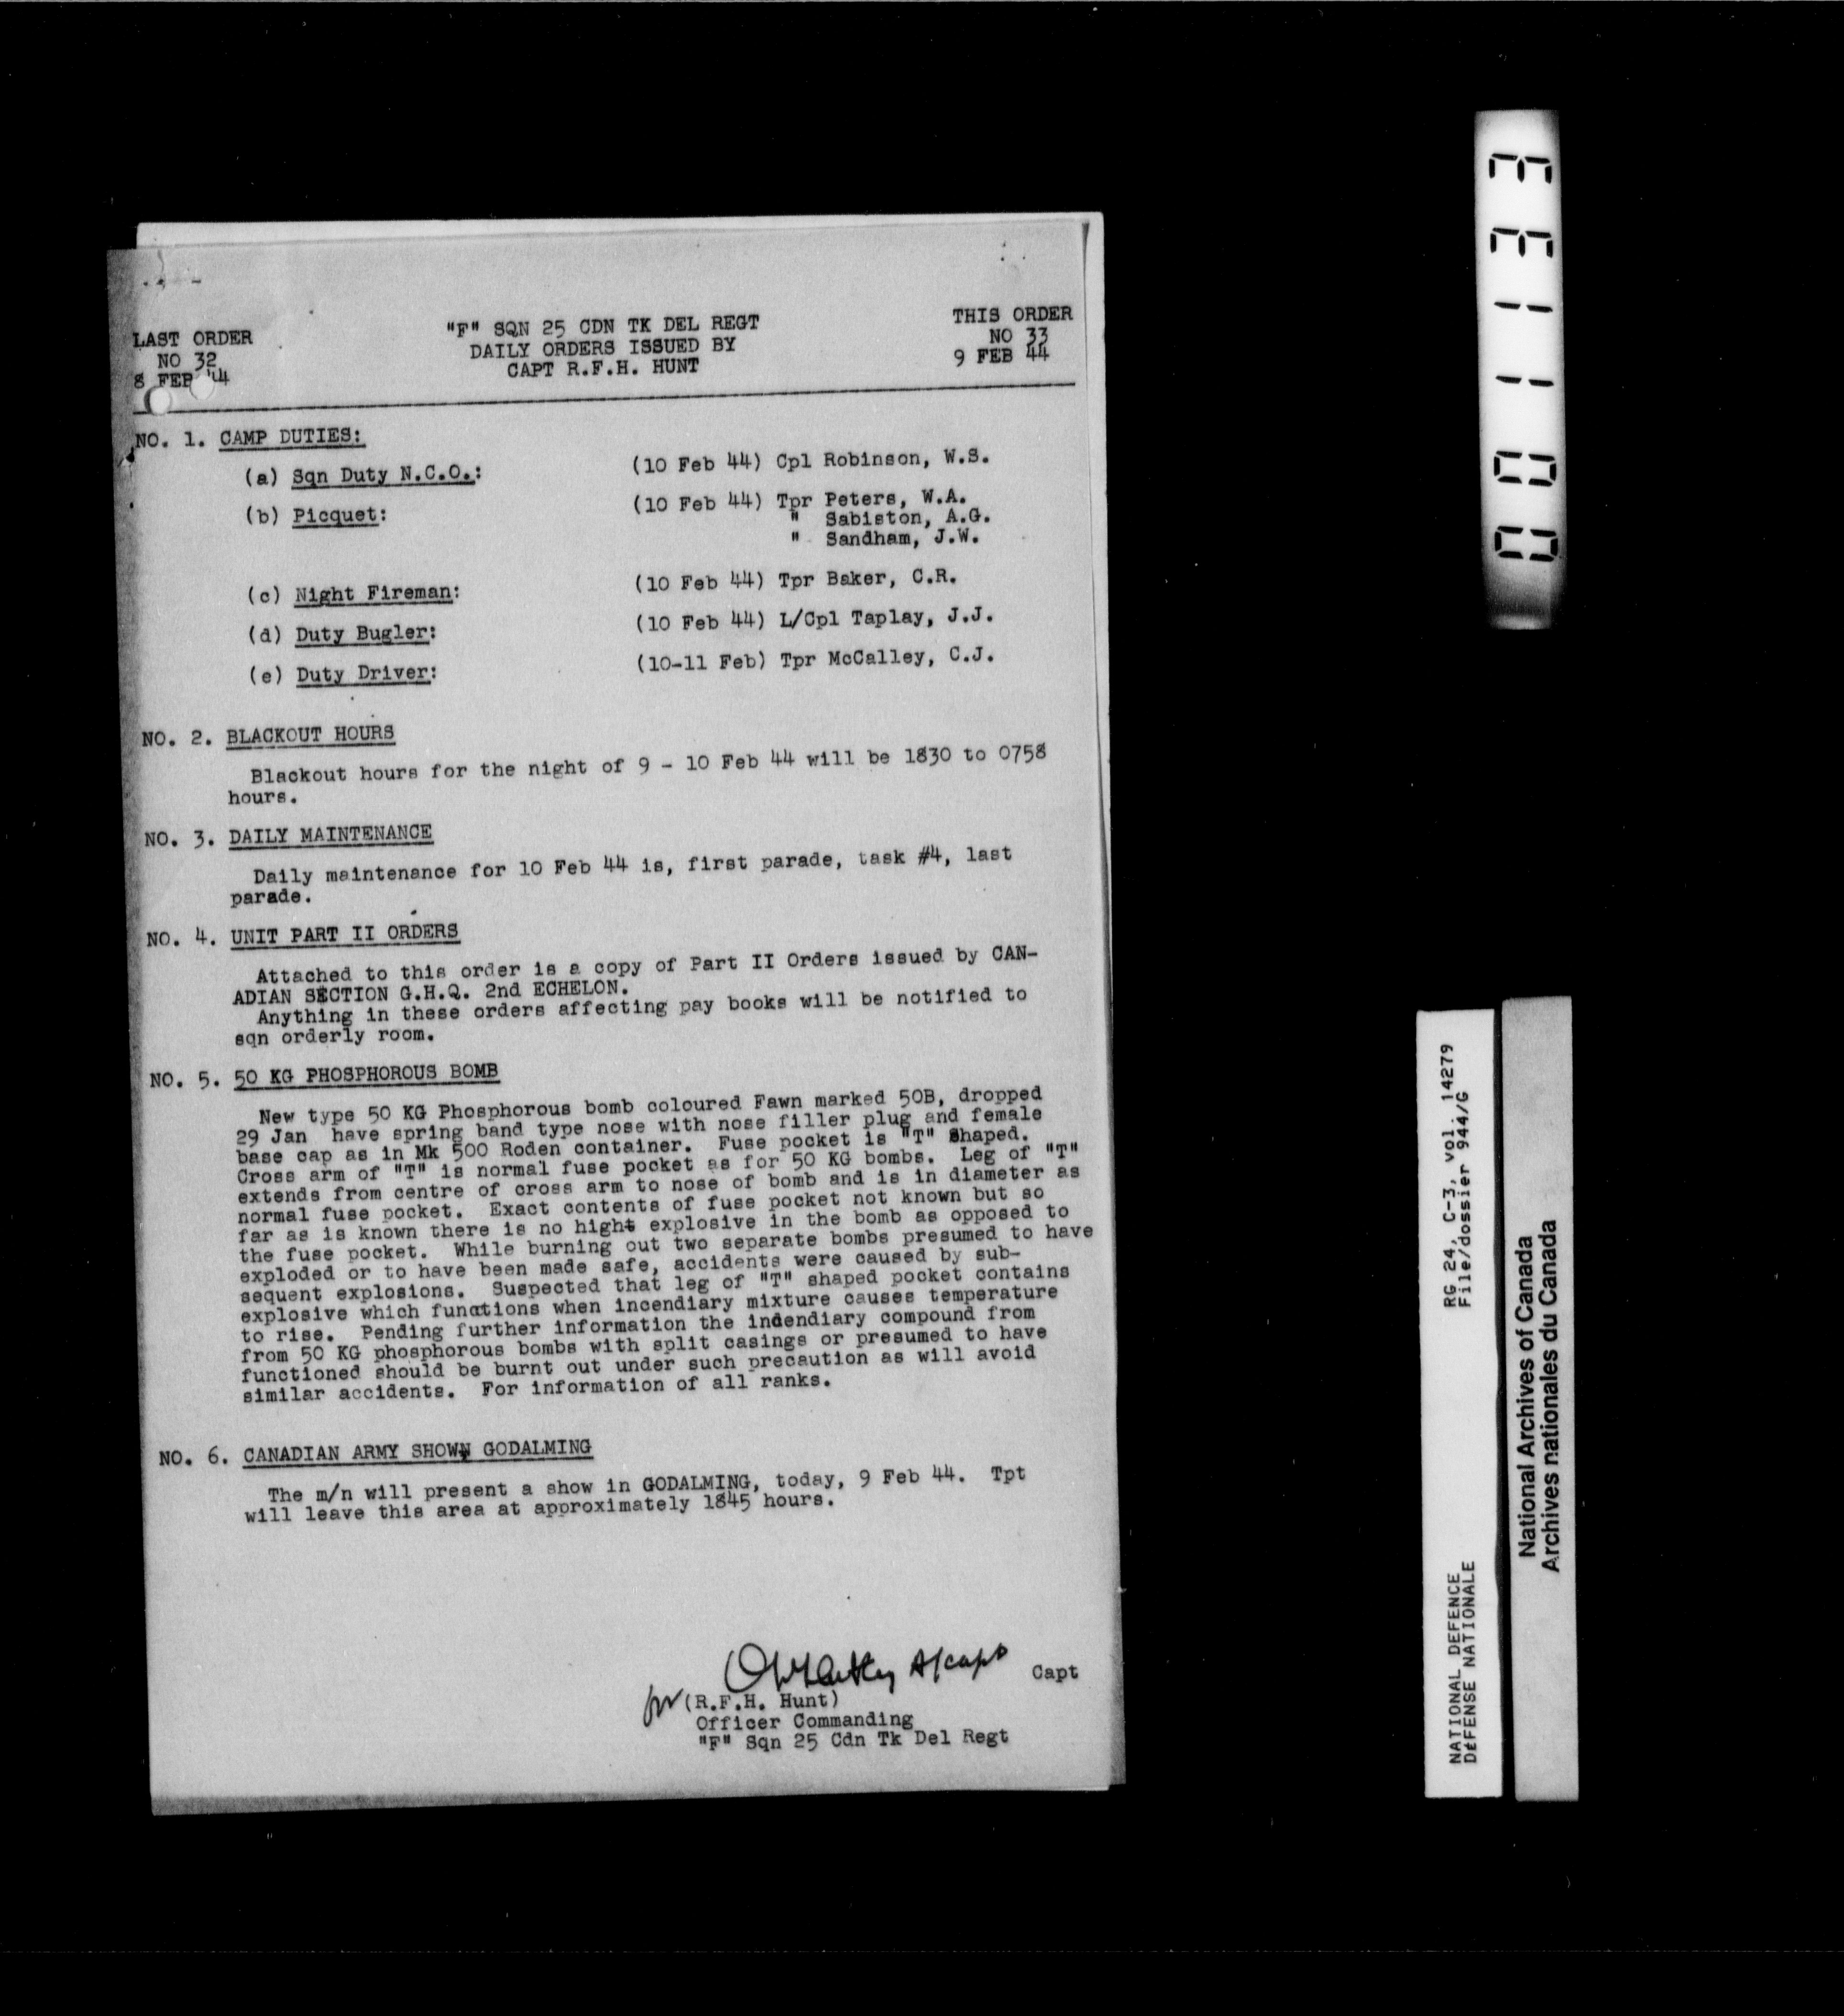 LAST ORDER
NO 32
8 FEB 44
"F" SQN 25 CDN TK DEL REGT
DAILY ORDERS ISSUED BY
CAPT R.F.H. HUNT
THIS ORDER
NO 33
9 FEB 44
NO. 1. CAMP DUTIES:
(a) Sqn Duty N.C.O.: (10 Feb 44) Cpl Robinson, W.S.
(b) Picquet: (10 Feb 44) Tpr Peters, W.A.
" Sabiston, A.G.
" Sandham, J.W.
(c) Night Fireman: (10 Feb 44) Tpr Baker, C.R.
(d) Duty Bugler: (10 Feb 44) L/Cpl Taplay, J.J.
(e) Duty Driver: (10-11 Feb) Tpr McCalley, C.J.
NO. 2. BLACKOUT HOURS
Blackout hours for the night of 9 - 10 Feb 44 will be 1830 to 0758
hours.
NO. 3. DAILY MAINTENANCE
Daily maintenance for 10 Feb 44 is, first parade, task #4, last
parade.
NO. 4. UNIT PART II ORDERS
Attached to this order is a copy of Part II Orders issued by CAN-
ADIAN SECTION G.H.Q. 2nd ECHELON.
Anything in these orders affecting pay books will be notified to
sqn orderly room.
NO. 5. 50 KG PHOSPHOROUS BOMB
New type 50 KG Phosphorous bomb coloured Fawn marked 50B, dropped
29 Jan have spring band type nose with nose filler plug and female
base cap as in Mk 500 Roden container. Fuse pocket is "T" Shaped.
Cross arm of "T" is normal fuse pocket as for 50 KG bombs. Leg of "T"
extends from centre of cross arm to nose of bomb and is in diameter as
normal fuse pocket. Exact contents of fuse pocket not known but so
far as is known there is no hight explosive in the bomb as opposed to
the fuse pocket. While burning out two separate bombs presumed to have
exploded or to have been made safe, accidents were caused by sub-
sequent explosions. Suspected that leg of "T" shaped pocket contains
explosive which functions when incendiary mixture causes temperature
to rise. Pending further information the indendiary compound from
from 50 KG phosphorous bombs with split casings or presumed to have
functioned should be burnt out under such precaution as will avoid
similar accidents. For information of all ranks.
NO. 6. CANADIAN ARMY SHOWN GODALMING
The m/n will present a show in GODALMING, today, 9 Feb 44. Tpt
will leave this area at approximately 1845 hours.
A/Capt Capt
for (R.F.H. Hunt)
Officer Commanding
"F" Sqn 25 Cdn Tk Del Regt
001133
NATIONAL DEFENCE RG 24, C-3, vol. 14279
DÉFENSE NATIONALE File/dossier 944/G
National Archives of Canada
Archives nationales du Canada